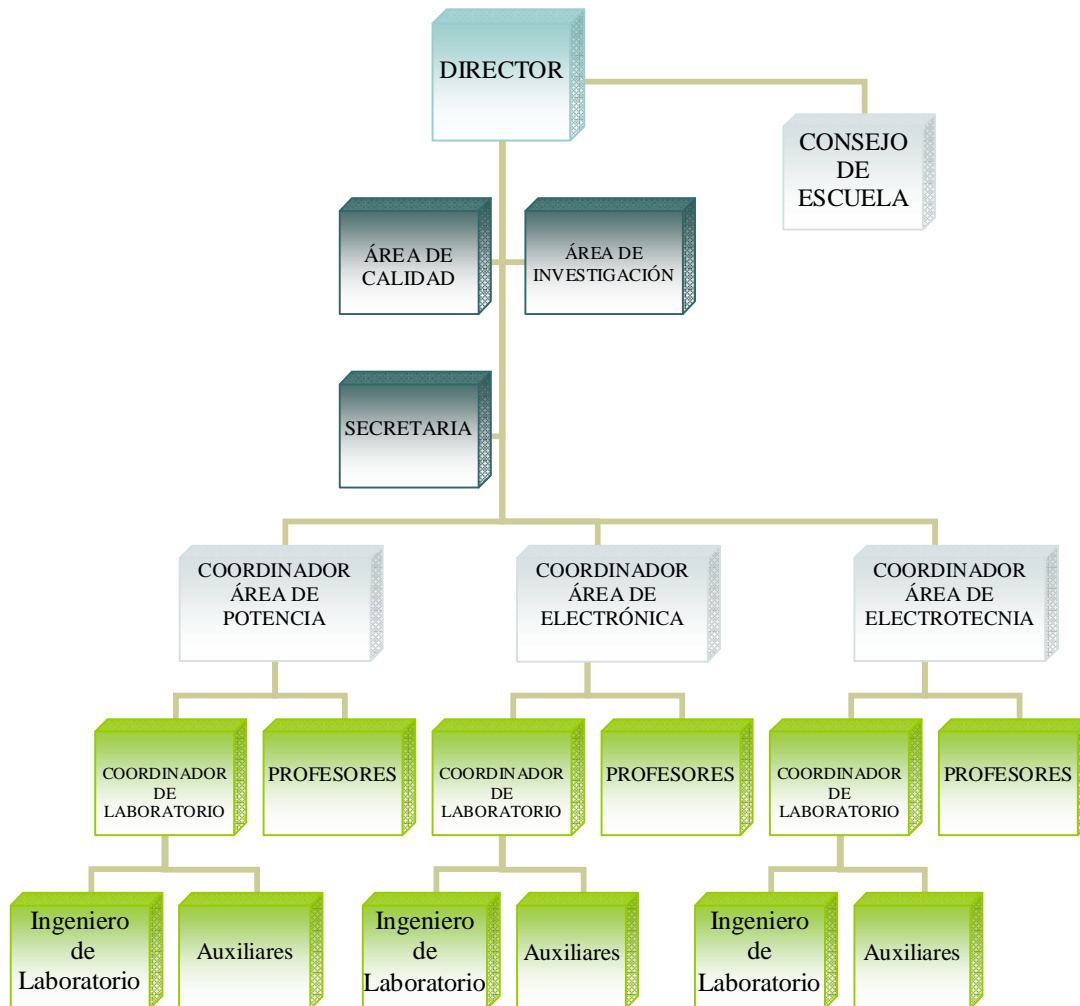 DIRECTOR
CONSEJO
DE
ESCUELA
ÁREA DE
CALIDAD
ÁREA DE
INVESTIGACIÓN
SECRETARIA
COORDINADOR
ÁREA DE
POTENCIA
COORDINADOR
ÁREA DE
ELECTRÓNICA
COORDINADOR
ÁREA DE
ELECTROTECNIA
COORDINADOR
DE
LABORATORIO
PROFESORES
COORDINADOR
DE
LABORATORIO
PROFESORES
COORDINADOR
DE
LABORATORIO
PROFESORES
Ingeniero
de
Laboratorio
Auxiliares
Ingeniero
de
Laboratorio
Auxiliares
Ingeniero
de
Laboratorio
Auxiliares